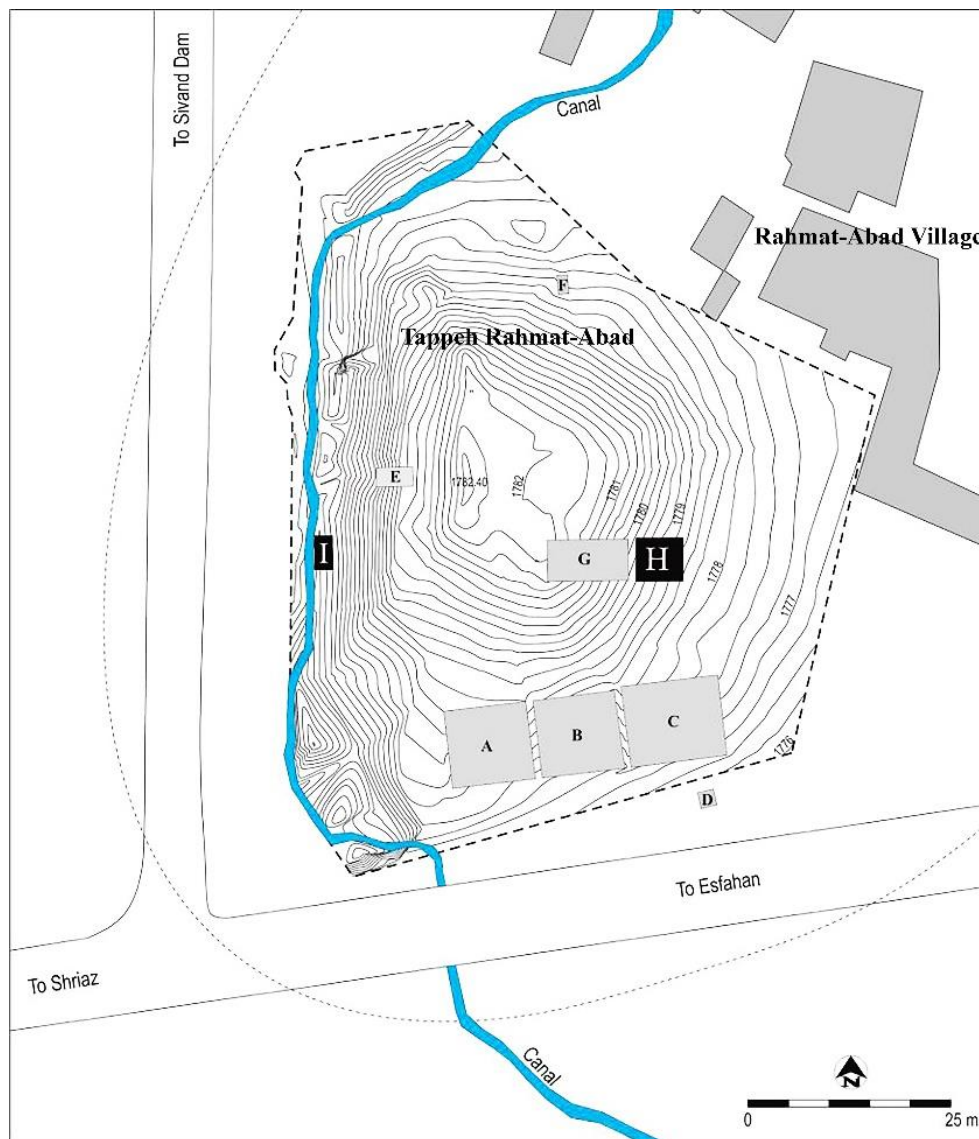 To Sivand Dam
Canal
Rahmat-Abad Village
F
Tappeh Rahmat-Abad
E
1782.40
1782
1781
1780
1779
1778
1777
1776
I
G
H
A
B
C
D
To Esfahan
To Shriaz
Canal
N
0
25 m